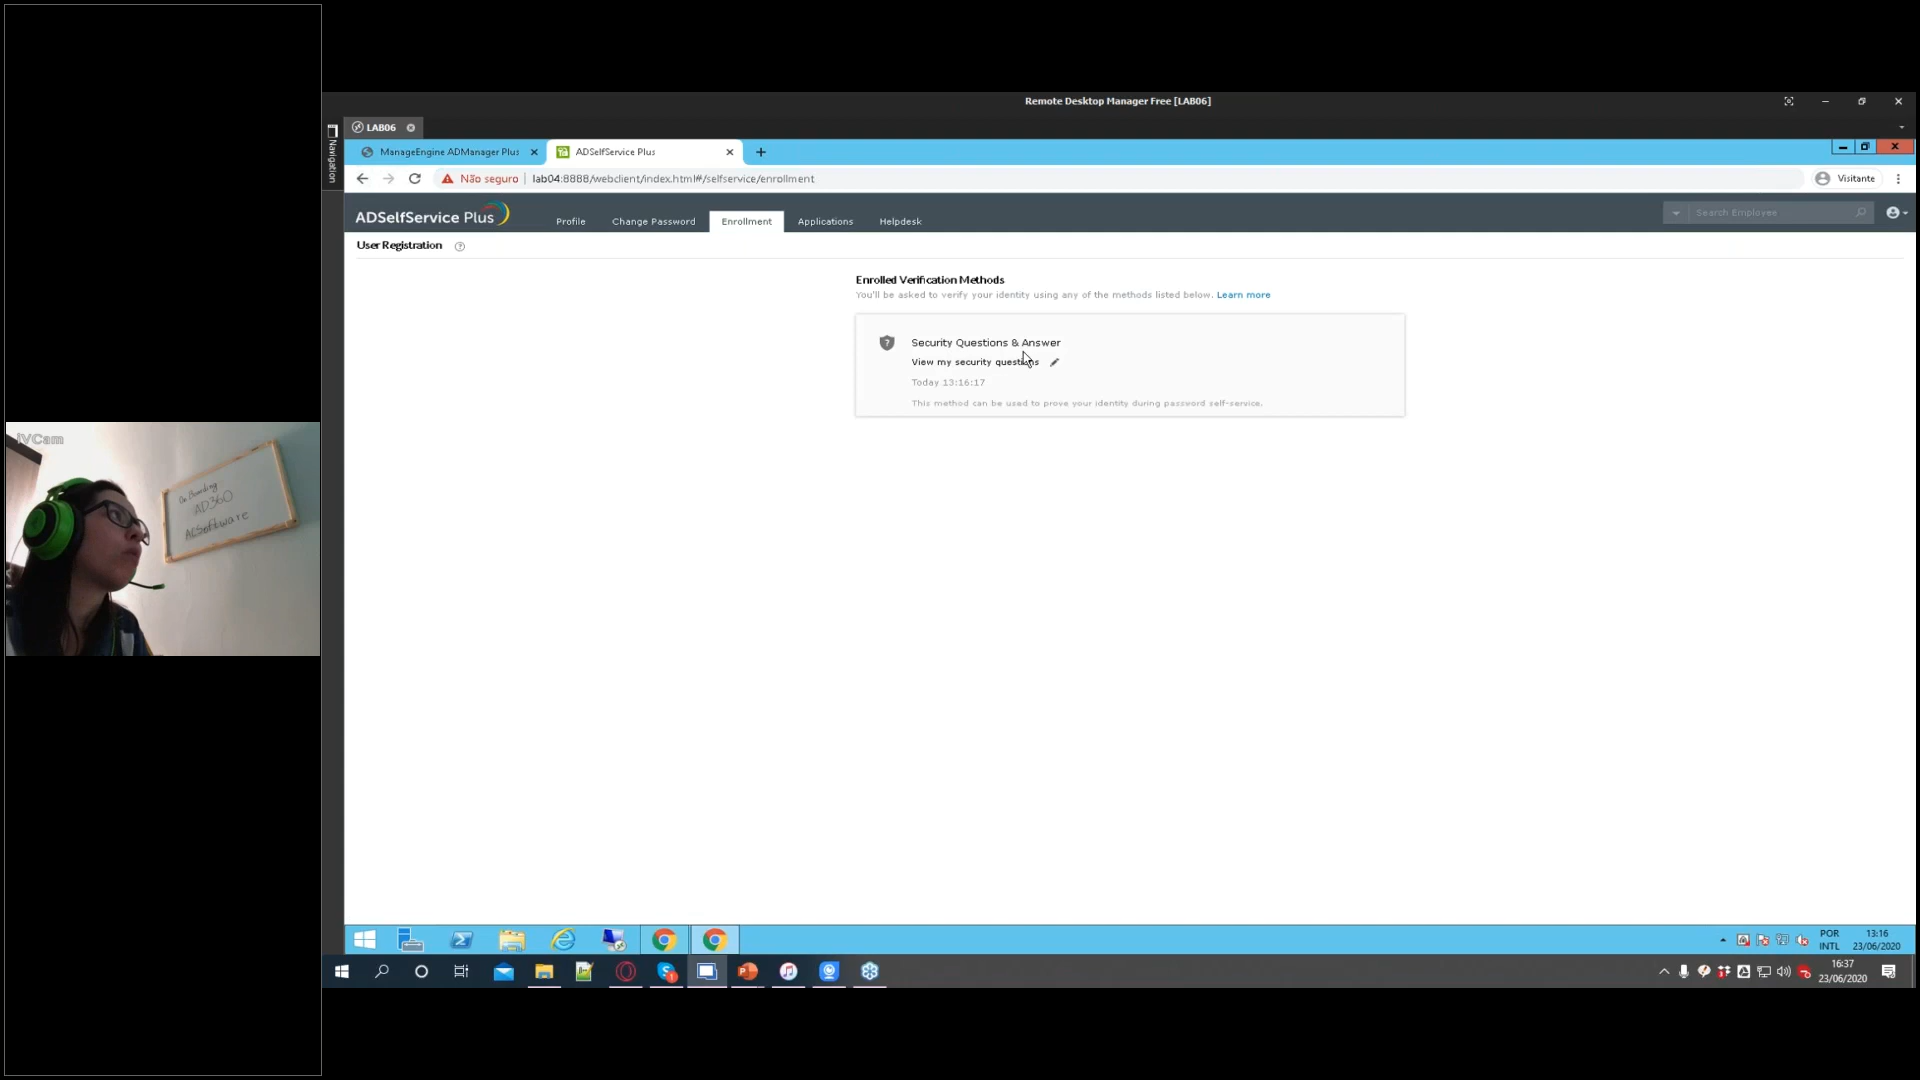 Remote Desktop Manager Free [LAB06]
LAB06
Navigation
ManageEngine ADManager Plus
ADSelfService Plus
Não seguro
lab04:8888/webclient/index.html#/selfservice/enrollment
Visitante
ADSelfService Plus
Profile
Change Password
Enrollment
Applications
Helpdesk
Search Employee
User Registration
Enrolled Verification Methods
You'll be asked to verify your identity using any of the methods listed below. Learn more
Security Questions & Answer
View my security questions
Today 13:16:17
This method can be used to prove your identity during password self-service.
iVCam
On Boarding
AD360
ACSoftware
POR
INTL
13:16
23/06/2020
16:37
23/06/2020